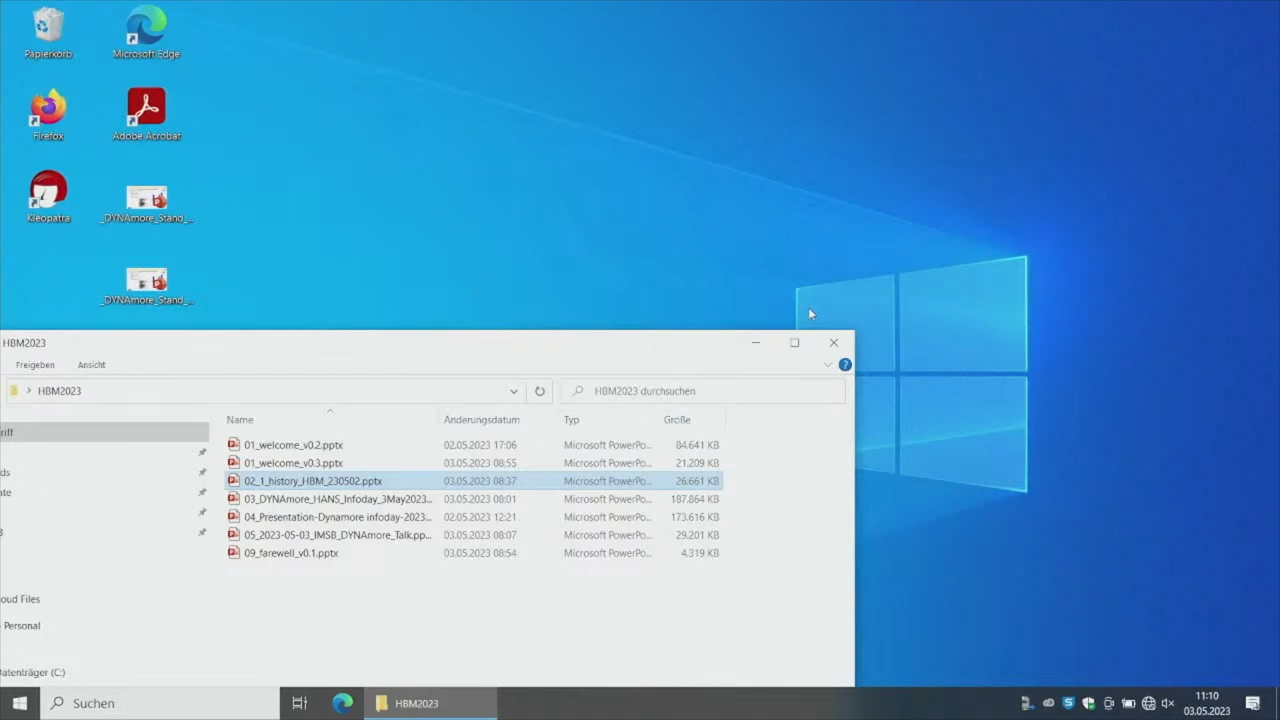 Papierkorb
Microsoft Edge
Firefox
Adobe Acrobat
Kleopatra
_DYNAmore_Stand_...
_DYNAmore_Stand_...
HBM2023
Freigeben Ansicht
HBM2023
HBM2023 durchsuchen
Name Änderungsdatum Typ Größe
01_welcome_v0.2.pptx 02.05.2023 17:06 Microsoft PowerPo... 84.641 KB
01_welcome_v0.3.pptx 03.05.2023 08:55 Microsoft PowerPo... 21.209 KB
02_1_history_HBM_230502.pptx 03.05.2023 08:37 Microsoft PowerPo... 26.661 KB
03_DYNAmore_HANS_Infoday_3May2023... 03.05.2023 08:01 Microsoft PowerPo... 187.864 KB
04_Presentation-Dynamore infoday-2023... 02.05.2023 12:21 Microsoft PowerPo... 173.616 KB
05_2023-05-03_IMSB_DYNAmore_Talk.pp... 03.05.2023 08:07 Microsoft PowerPo... 29.201 KB
09_farewell_v0.1.pptx 03.05.2023 08:54 Microsoft PowerPo... 4.319 KB
riff
ds
nte
g
oud Files
- Personal
Datenträger (C:)
Suchen
HBM2023
11:10
03.05.2023